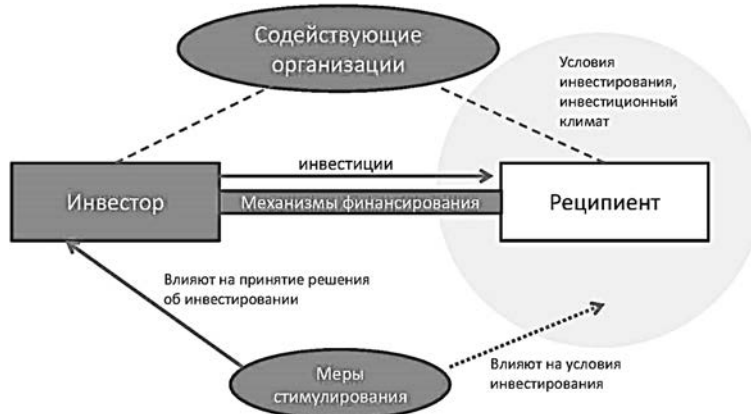 Содействующие
организации
Условия
инвестирования,
инвестиционный
климат
инвестиции
Инвестор
Механизмы финансирования
Реципиент
Влияют на принятие решения
об инвестировании
Меры
стимулирования
Влияют на условия
инвестирования